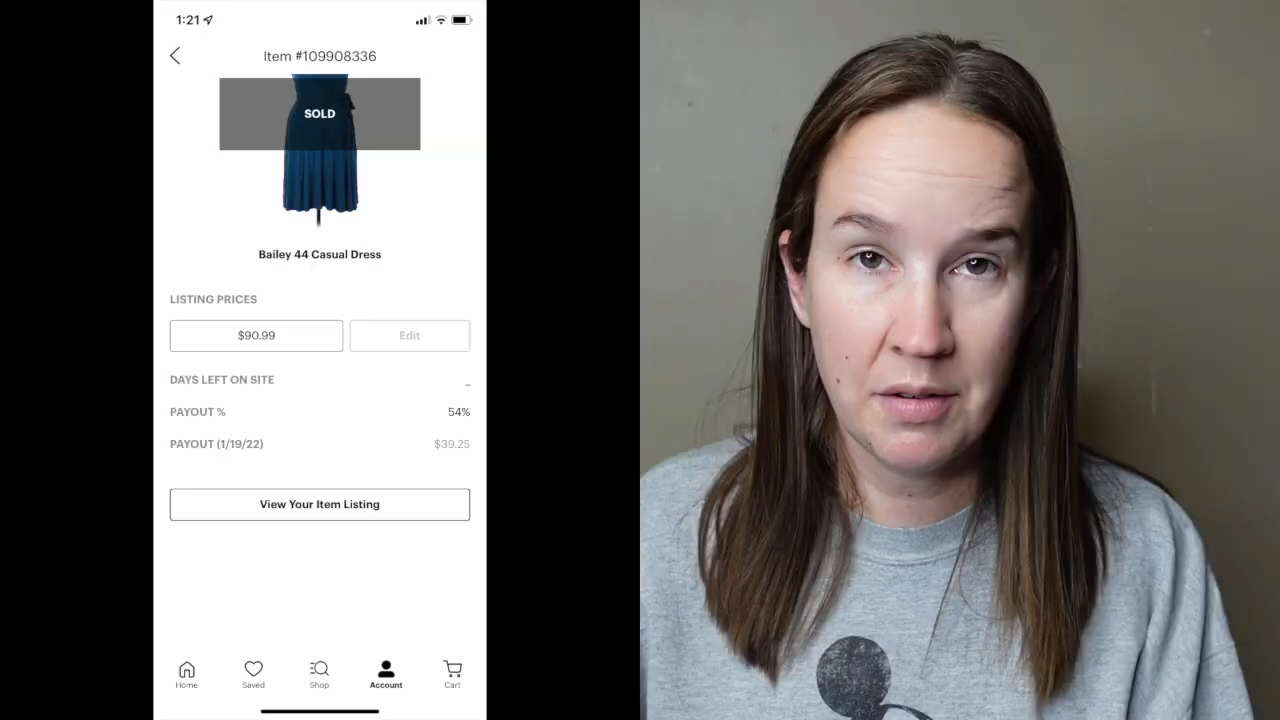 1:21
Item #109908336
SOLD
Bailey 44 Casual Dress
LISTING PRICES
$90.99 Edit
DAYS LEFT ON SITE _
PAYOUT % 54%
PAYOUT (1/19/22) $39.25
View Your Item Listing
Home Saved Shop Account Cart